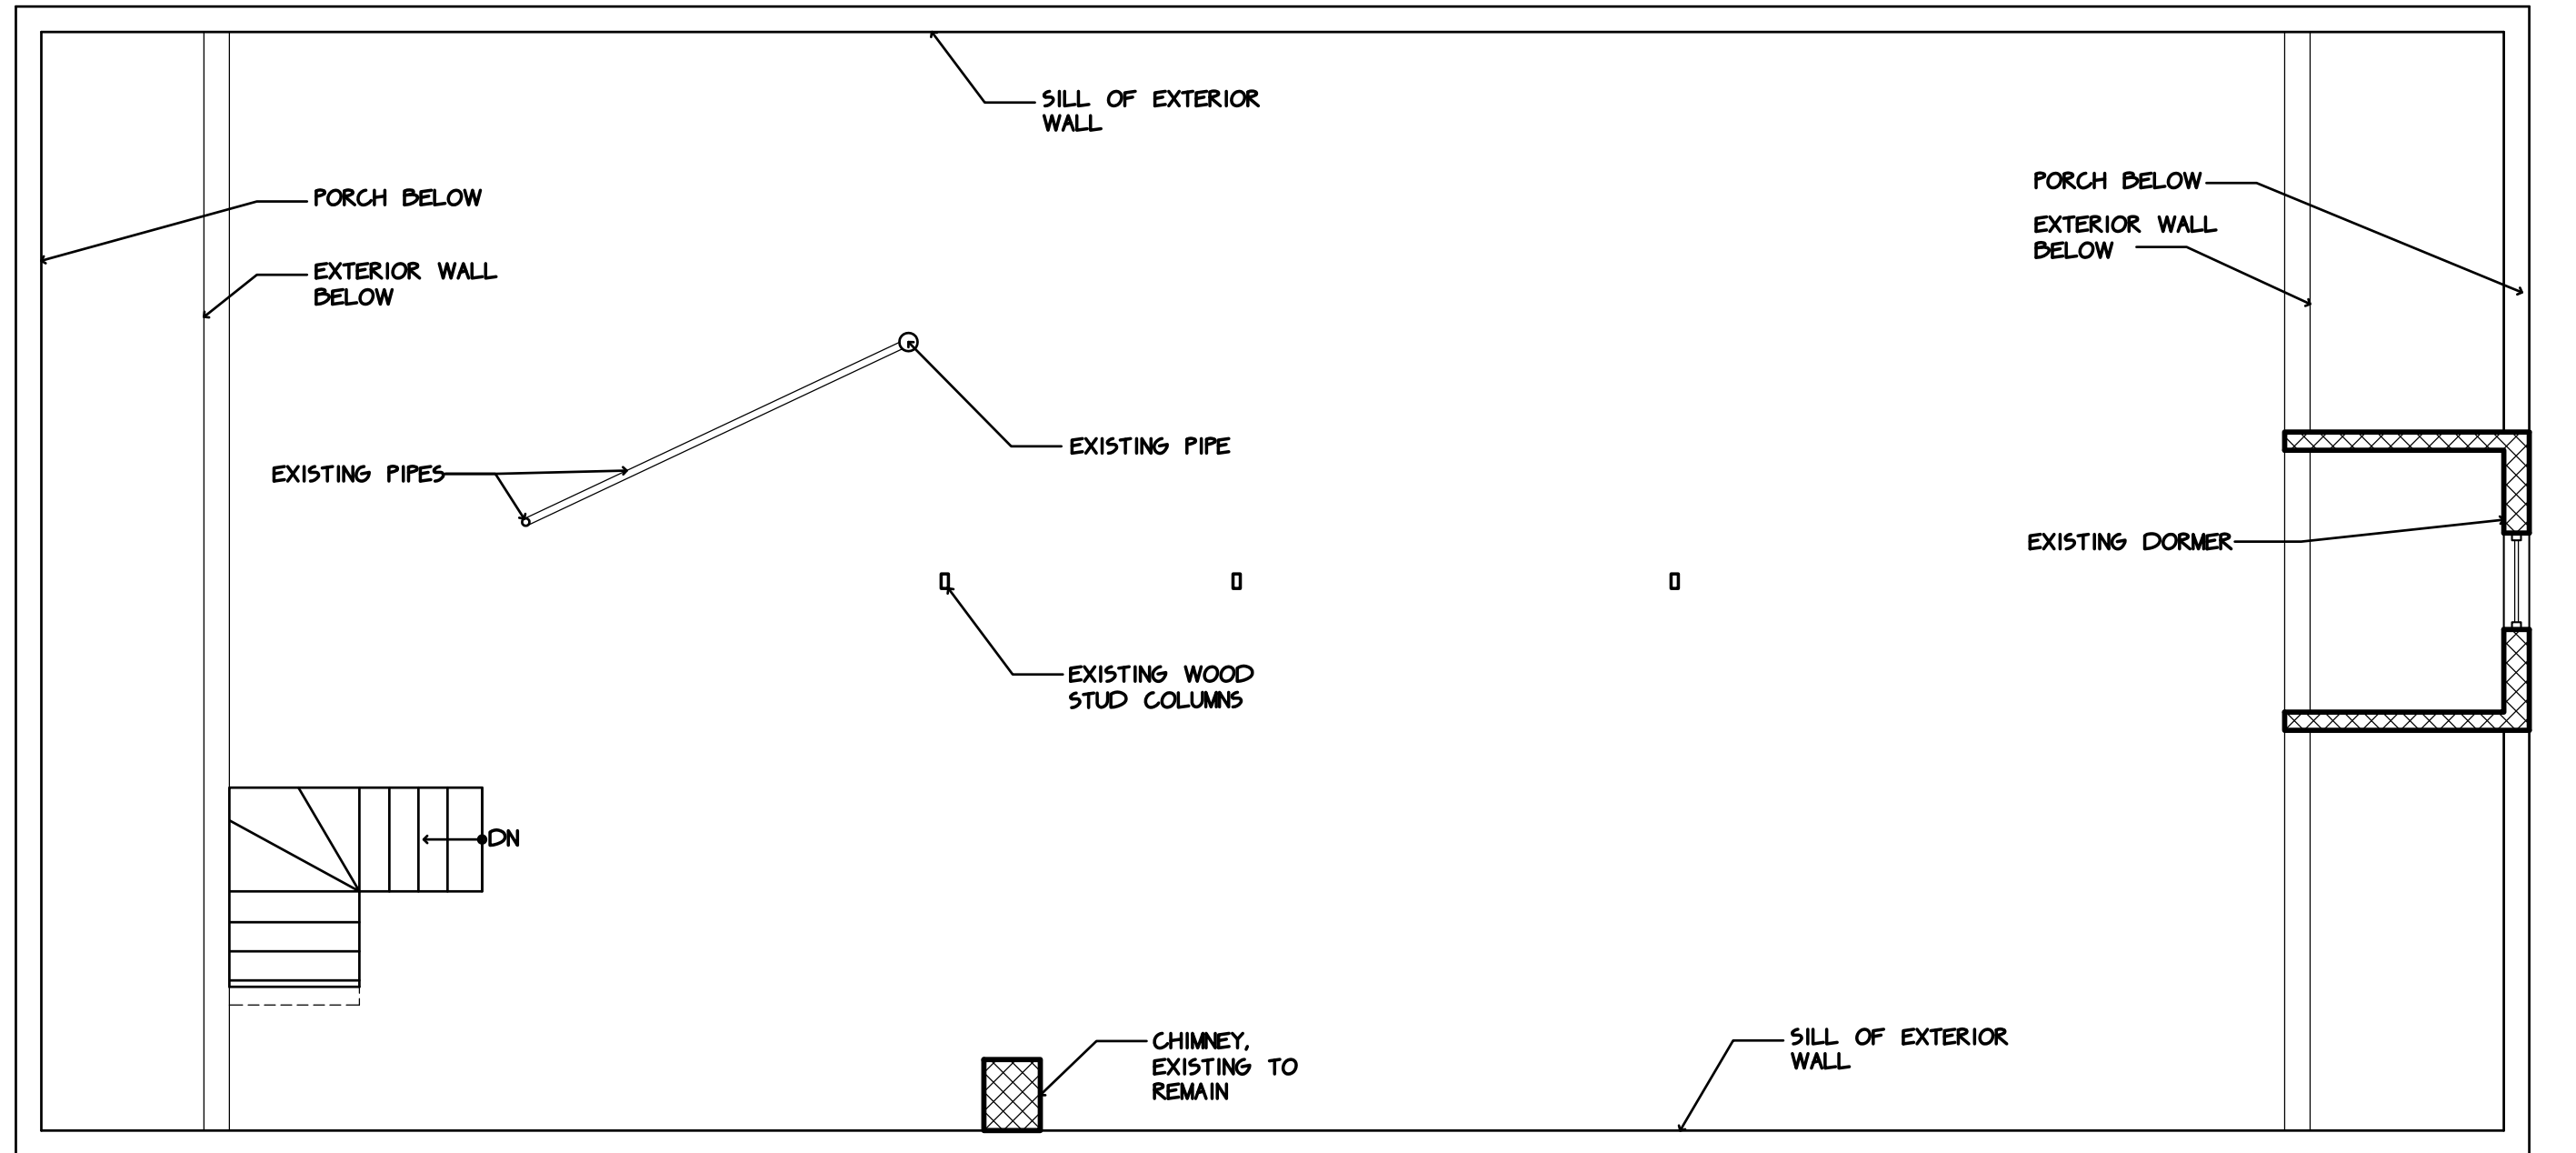 SILL OF EXTERIOR
WALL
PORCH BELOW
EXTERIOR WALL
BELOW
PORCH BELOW
EXTERIOR WALL
BELOW
EXISTING PIPE
EXISTING PIPES
EXISTING DORMER
EXISTING WOOD
STUD COLUMNS
DN
CHIMNEY,
EXISTING TO
REMAIN
SILL OF EXTERIOR
WALL